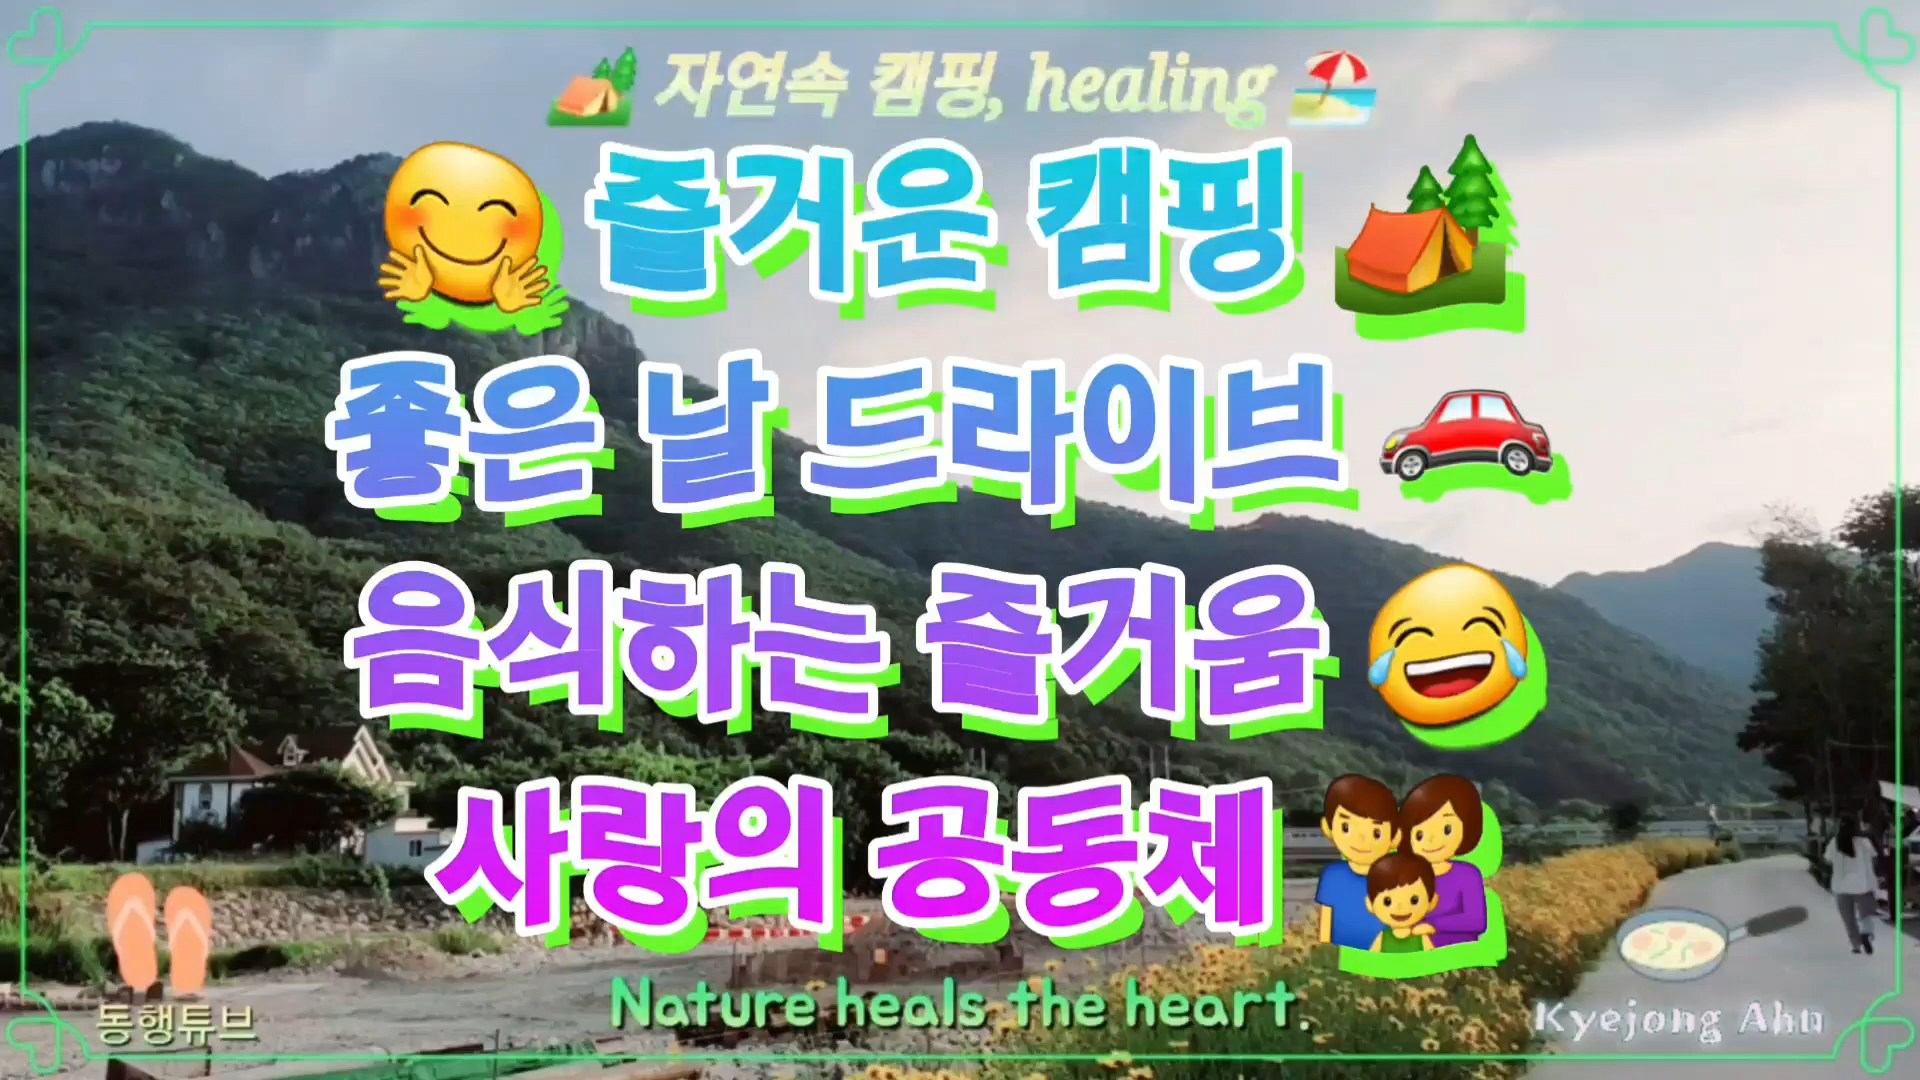 🏕️ 자연속 캠핑, healing 🏖️
🤗 즐거운 캠핑 🏕️
좋은 날 드라이브 🚗
음식하는 즐거움 😂
사랑의 공동체 👨‍👩‍👦
Nature heals the heart.
동행튜브
Kyejong Ahn